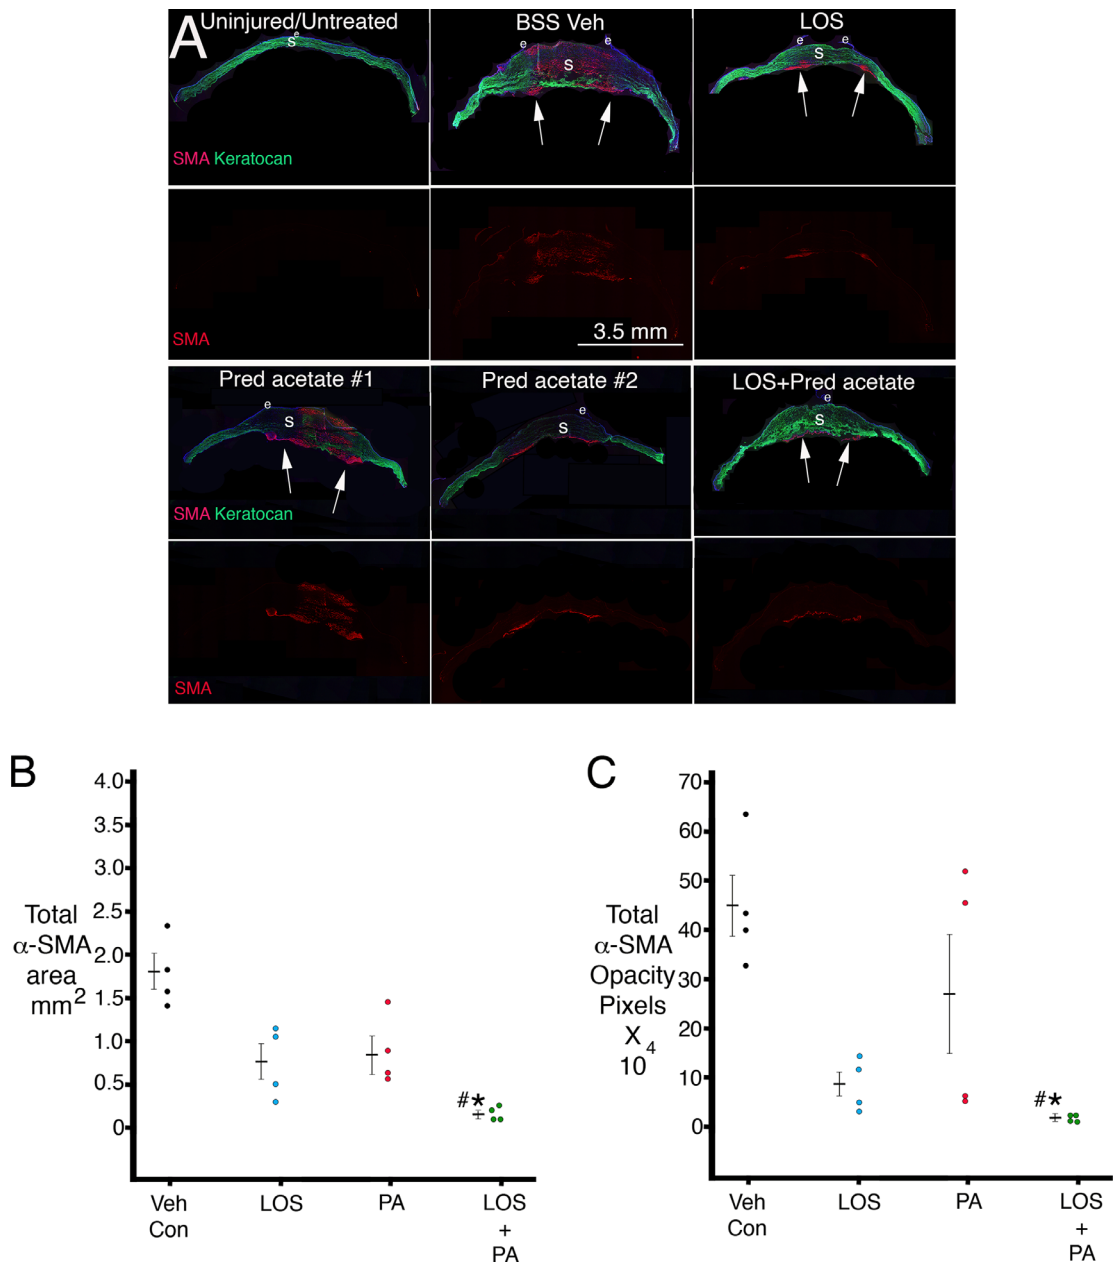 A
Uninjured/Untreated
e
S
SMA Keratocan
BSS Veh
e e
S
LOS
e e
S
SMA
3.5 mm
Pred acetate #1
e
S
SMA Keratocan
Pred acetate #2
e
S
LOS+Pred acetate
e
S
SMA
B
4.0
3.5
3.0
2.5
2.0
1.5
1.0
0.5
0
Total
α-SMA
area
mm2
#*
Veh
Con
LOS
PA
LOS
+
PA
C
70
60
50
40
30
20
10
0
Total
α-SMA
Opacity
Pixels
X
104
#*
Veh
Con
LOS
PA
LOS
+
PA